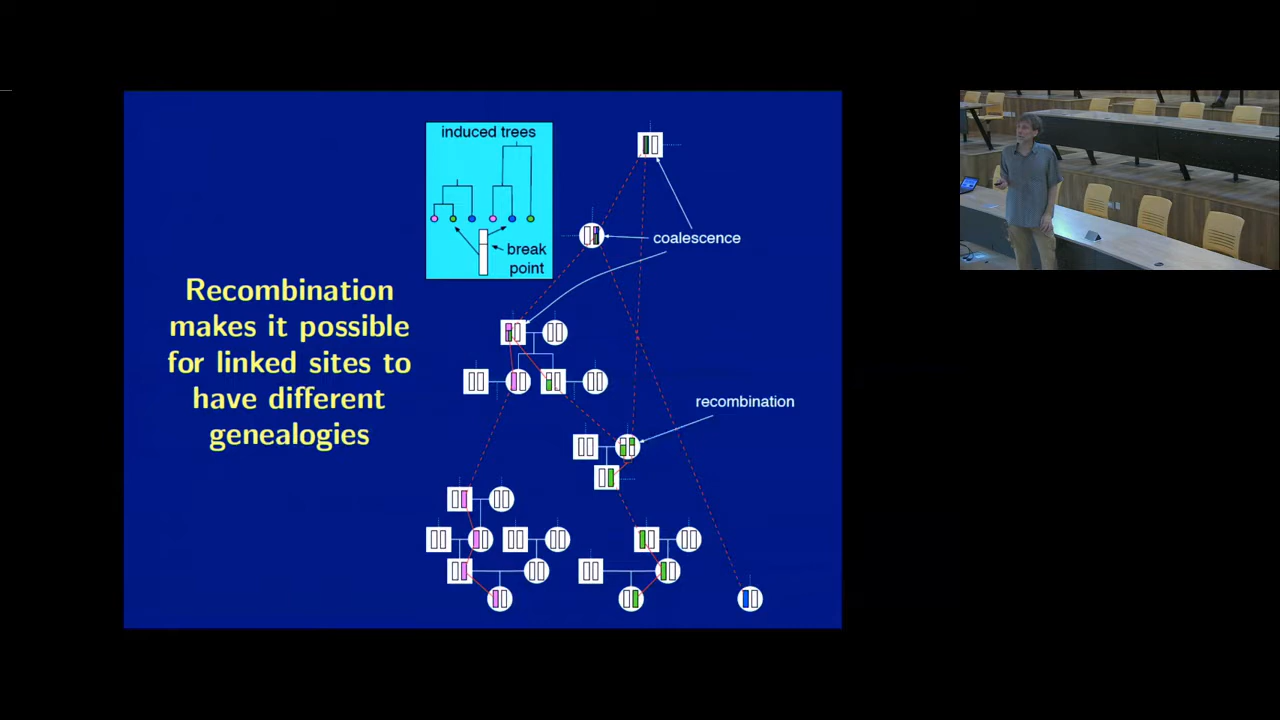 induced trees
break
point
coalescence
Recombination
makes it possible
for linked sites to
have different
genealogies
recombination